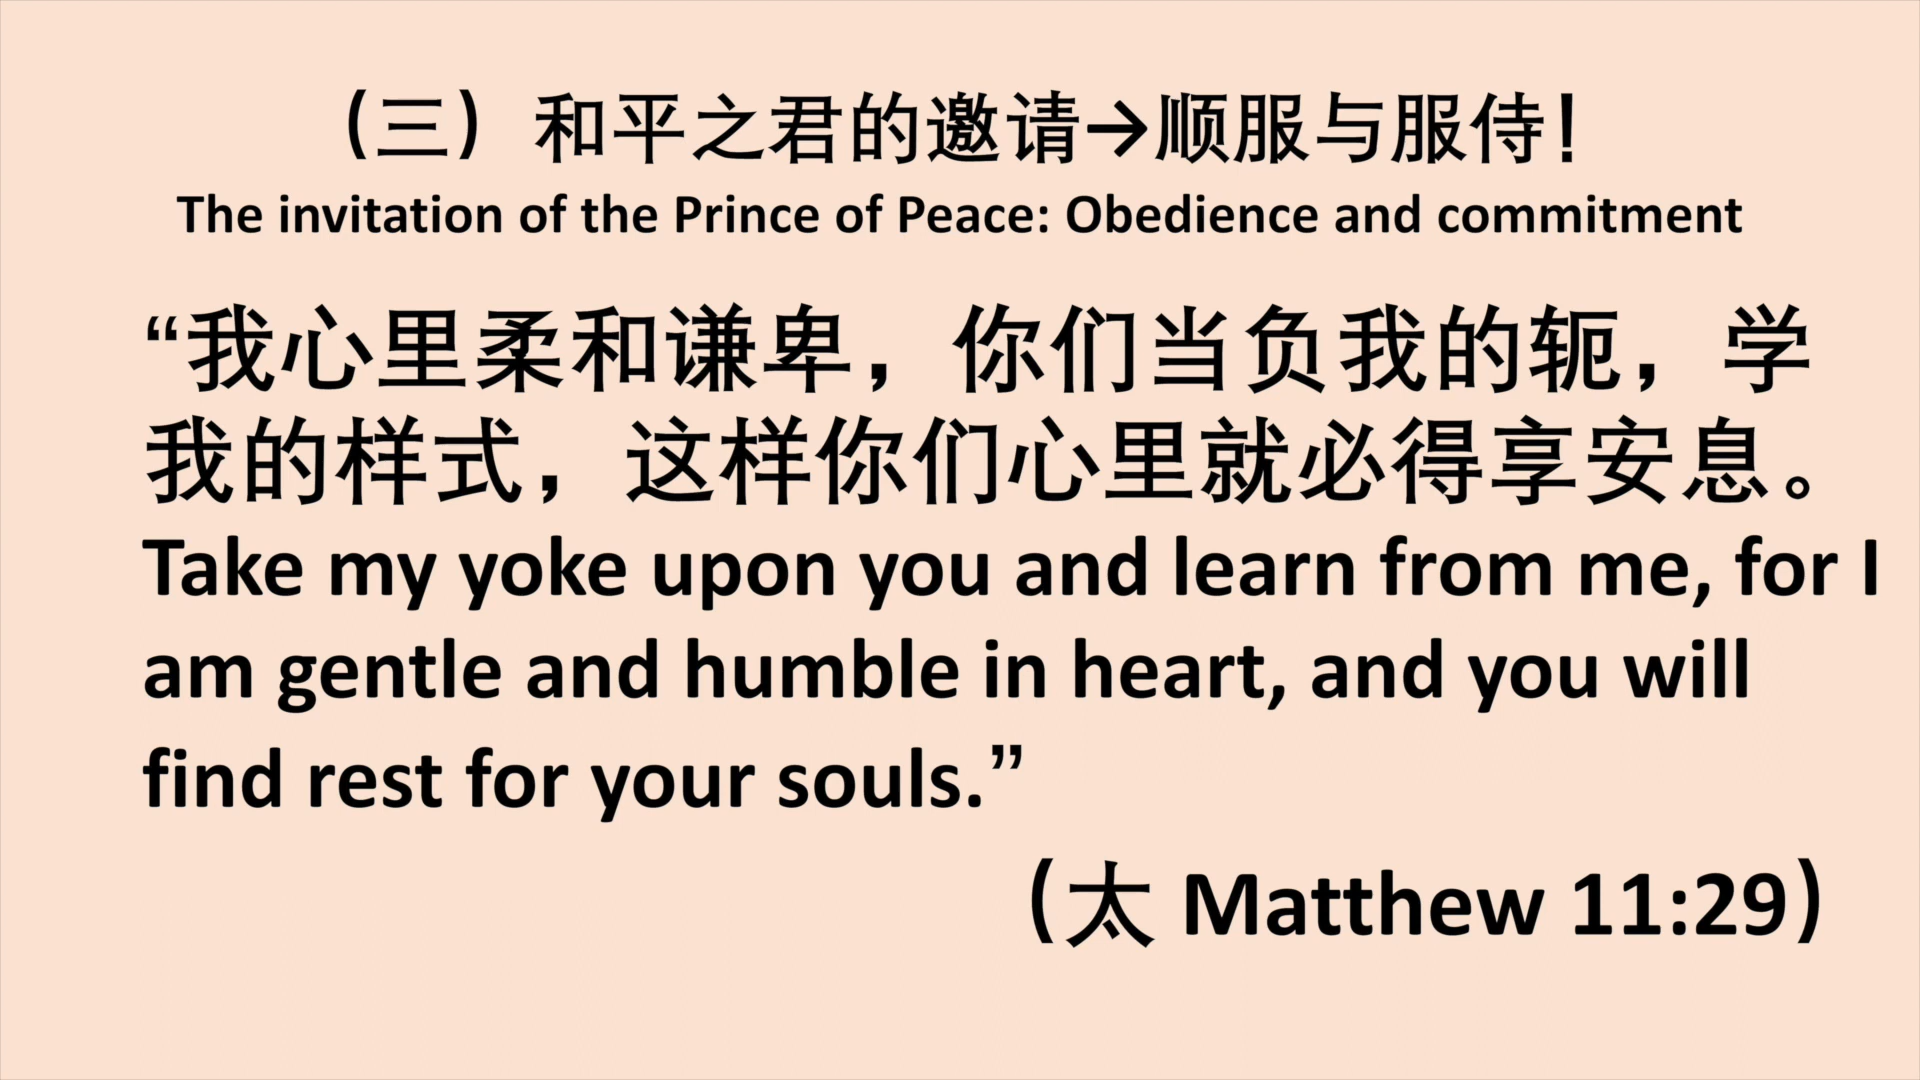 （三） 和平之君的邀请→顺服与服侍！
The invitation of the Prince of Peace: Obedience and commitment
“我心里柔和谦卑，你们当负我的轭，学
我的样式，这样你们心里就必得享安息。
Take my yoke upon you and learn from me, for I
am gentle and humble in heart, and you will
find rest for your souls.”
（太 Matthew 11:29）